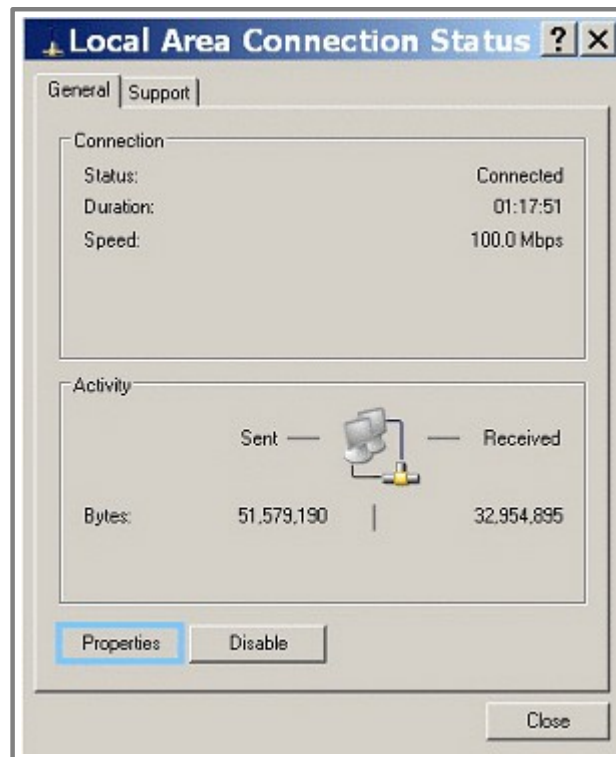 Local Area Connection Status
General Support
Connection
Status: Connected
Duration: 01:17:51
Speed: 100.0 Mbps
Activity
Sent — — Received
Bytes: 51,579,190 | 32,954,895
Properties Disable
Close